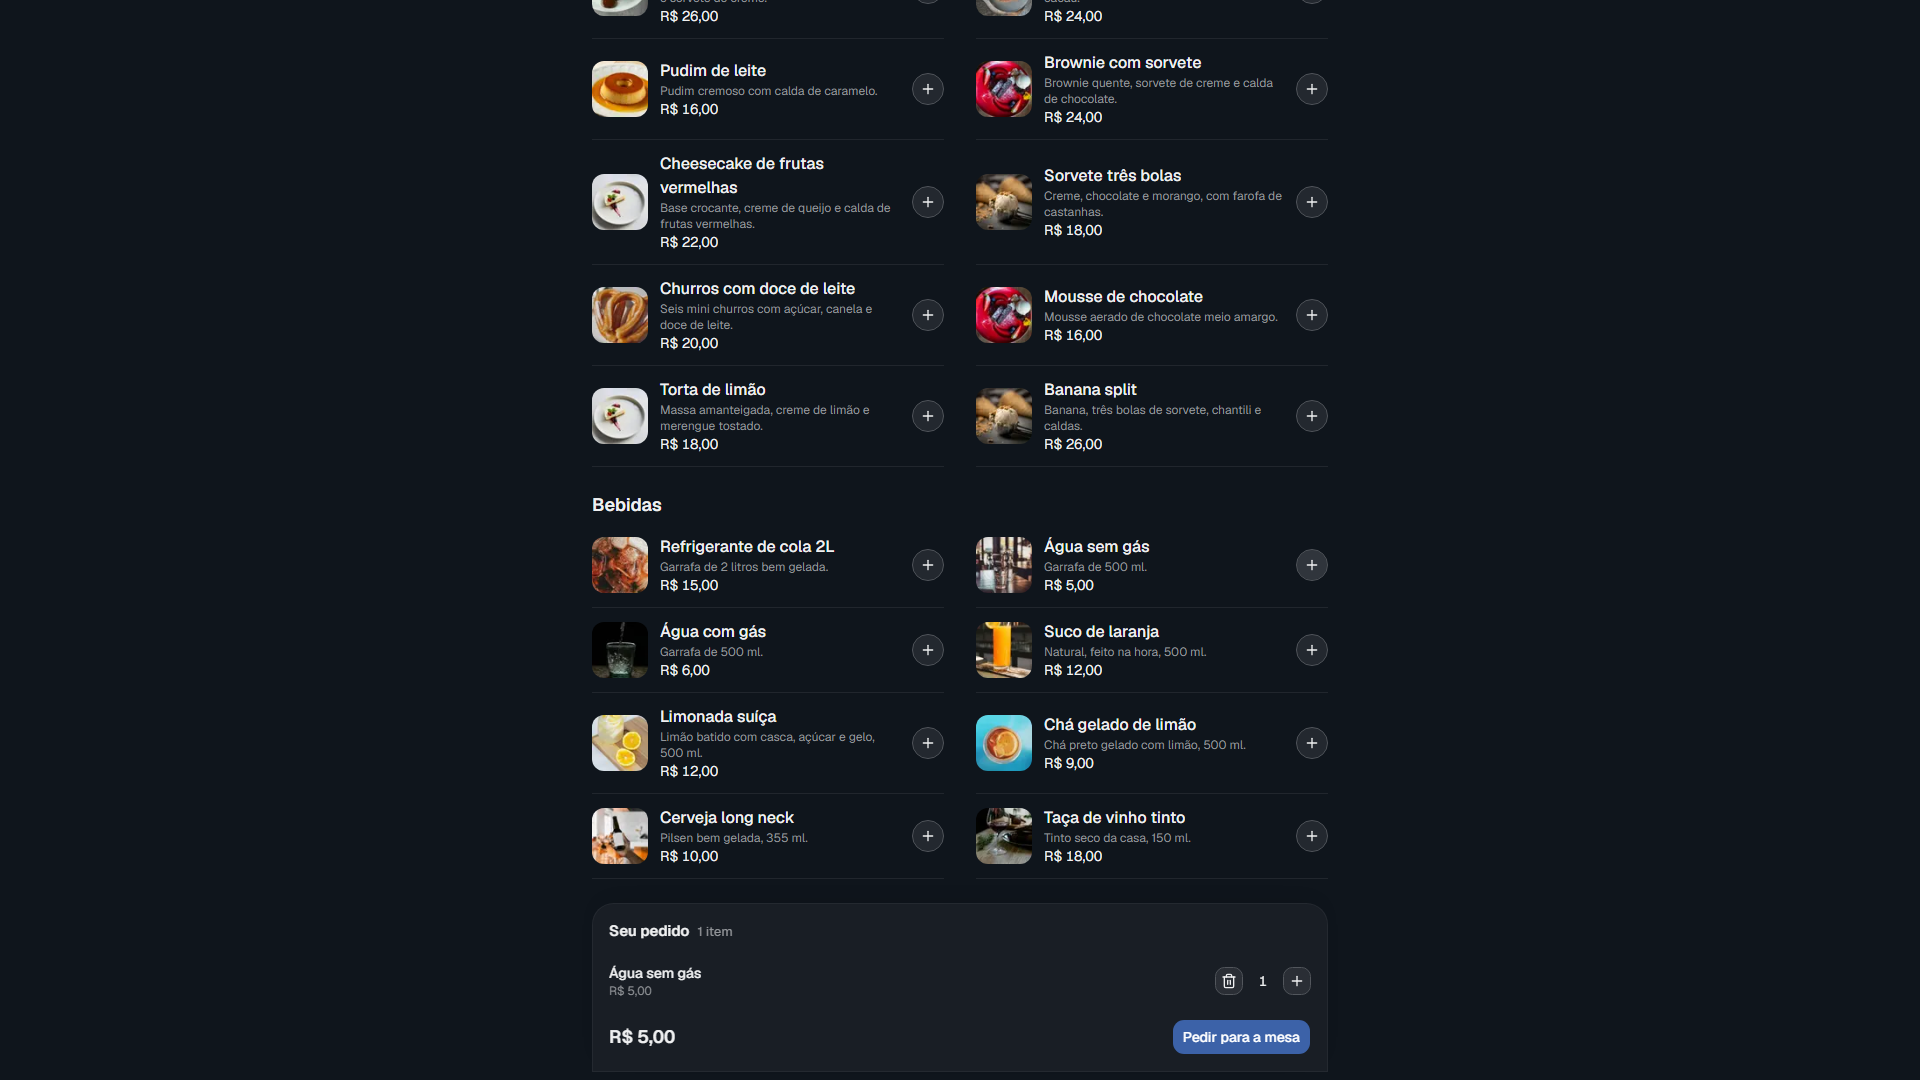 R$ 26,00
R$ 24,00
Pudim de leite
Pudim cremoso com calda de caramelo.
R$ 16,00
Brownie com sorvete
Brownie quente, sorvete de creme e calda
de chocolate.
R$ 24,00
Cheesecake de frutas
vermelhas
Base crocante, creme de queijo e calda de
frutas vermelhas.
R$ 22,00
Sorvete três bolas
Creme, chocolate e morango, com farofa de
castanhas.
R$ 18,00
Churros com doce de leite
Seis mini churros com açúcar, canela e
doce de leite.
R$ 20,00
Mousse de chocolate
Mousse aerado de chocolate meio amargo.
R$ 16,00
Torta de limão
Massa amanteigada, creme de limão e
merengue tostado.
R$ 18,00
Banana split
Banana, três bolas de sorvete, chantili e
caldas.
R$ 26,00
Bebidas
Refrigerante de cola 2L
Garrafa de 2 litros bem gelada.
R$ 15,00
Água sem gás
Garrafa de 500 ml.
R$ 5,00
Água com gás
Garrafa de 500 ml.
R$ 6,00
Suco de laranja
Natural, feito na hora, 500 ml.
R$ 12,00
Limonada suíça
Limão batido com casca, açúcar e gelo,
500 ml.
R$ 12,00
Chá gelado de limão
Chá preto gelado com limão, 500 ml.
R$ 9,00
Cerveja long neck
Pilsen bem gelada, 355 ml.
R$ 10,00
Taça de vinho tinto
Tinto seco da casa, 150 ml.
R$ 18,00
Seu pedido 1 item
Água sem gás
R$ 5,00
1
R$ 5,00
Pedir para a mesa